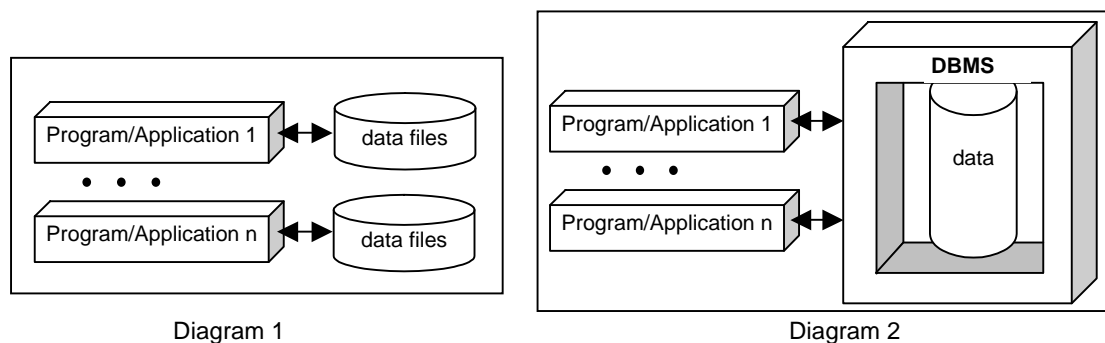 Program/Application 1
data files
Program/Application n
data files
Diagram 1
DBMS
Program/Application 1
data
Program/Application n
Diagram 2